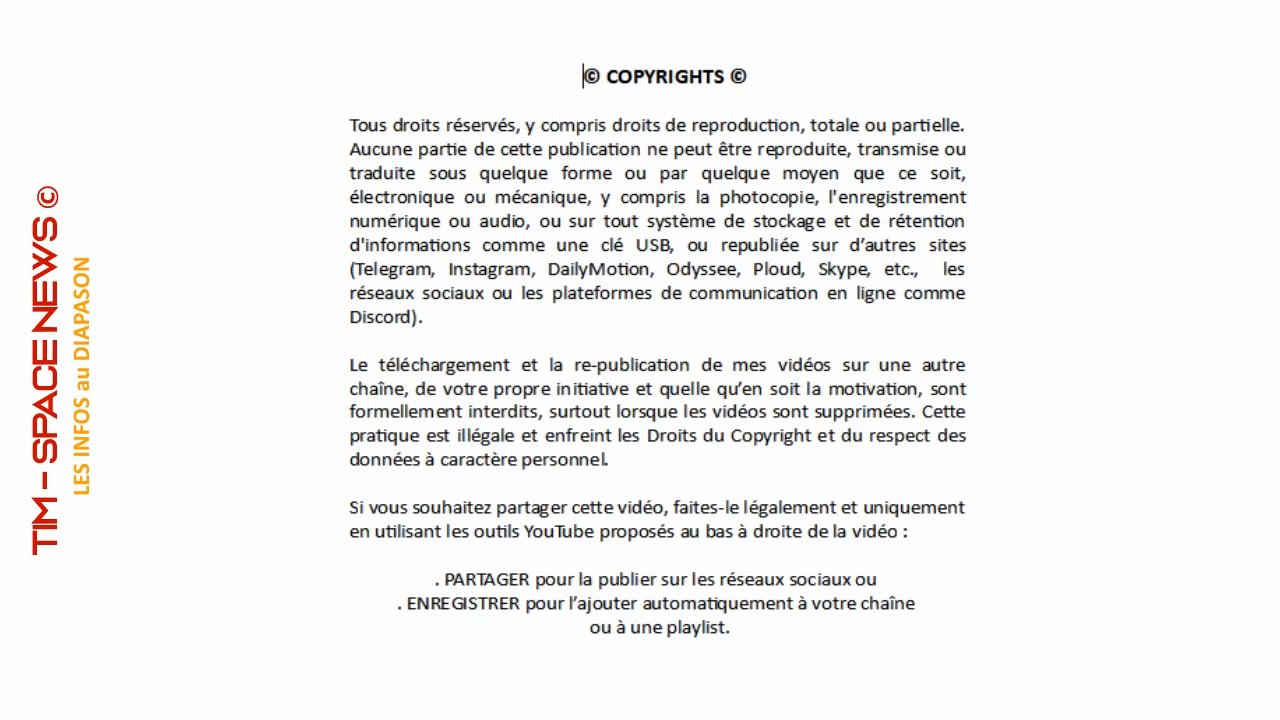 TIM – SPACE NEWS ©
LES INFOS au DIAPASON
© COPYRIGHTS ©
Tous droits réservés, y compris droits de reproduction, totale ou partielle.
Aucune partie de cette publication ne peut être reproduite, transmise ou
traduite sous quelque forme ou par quelque moyen que ce soit,
électronique ou mécanique, y compris la photocopie, l'enregistrement
numérique ou audio, ou sur tout système de stockage et de rétention
d'informations comme une clé USB, ou republiée sur d’autres sites
(Telegram, Instagram, DailyMotion, Odyssee, Ploud, Skype, etc., les
réseaux sociaux ou les plateformes de communication en ligne comme
Discord).
Le téléchargement et la re-publication de mes vidéos sur une autre
chaîne, de votre propre initiative et quelle qu’en soit la motivation, sont
formellement interdits, surtout lorsque les vidéos sont supprimées. Cette
pratique est illégale et enfreint les Droits du Copyright et du respect des
données à caractère personnel.
Si vous souhaitez partager cette vidéo, faites-le légalement et uniquement
en utilisant les outils YouTube proposés au bas à droite de la vidéo :
. PARTAGER pour la publier sur les réseaux sociaux ou
. ENREGISTRER pour l’ajouter automatiquement à votre chaîne
ou à une playlist.